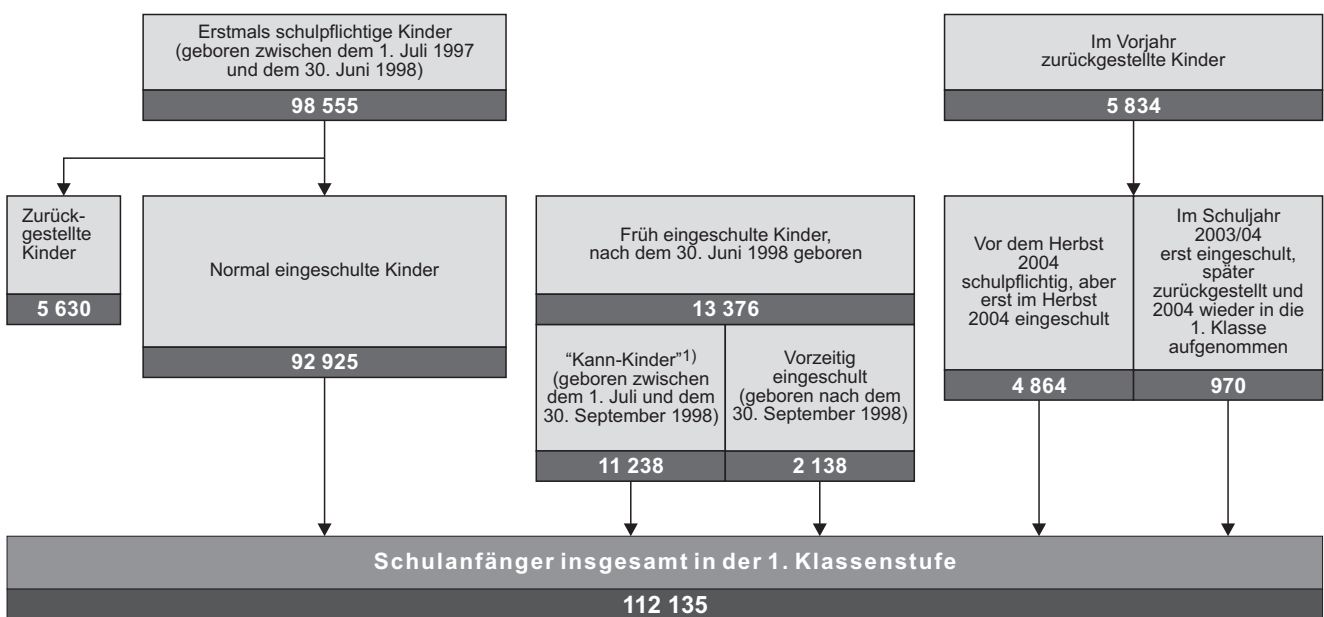 Erstmals schulpflichtige Kinder
(geboren zwischen dem 1. Juli 1997
und dem 30. Juni 1998)
98 555
Im Vorjahr
zurückgestellte Kinder
5 834
Zurück-
gestellte
Kinder
5 630
Normal eingeschulte Kinder
92 925
Früh eingeschulte Kinder,
nach dem 30. Juni 1998 geboren
13 376
“Kann-Kinder”1)
(geboren zwischen
dem 1. Juli und dem
30. September 1998)
11 238
Vorzeitig
eingeschult
(geboren nach dem
30. September 1998)
2 138
Vor dem Herbst
2004
schulpflichtig, aber
erst im Herbst
2004 eingeschult
4 864
Im Schuljahr
2003/04
erst eingeschult,
später
zurückgestellt und
2004 wieder in die
1. Klasse
aufgenommen
970
Schulanfänger insgesamt in der 1. Klassenstufe
112 135